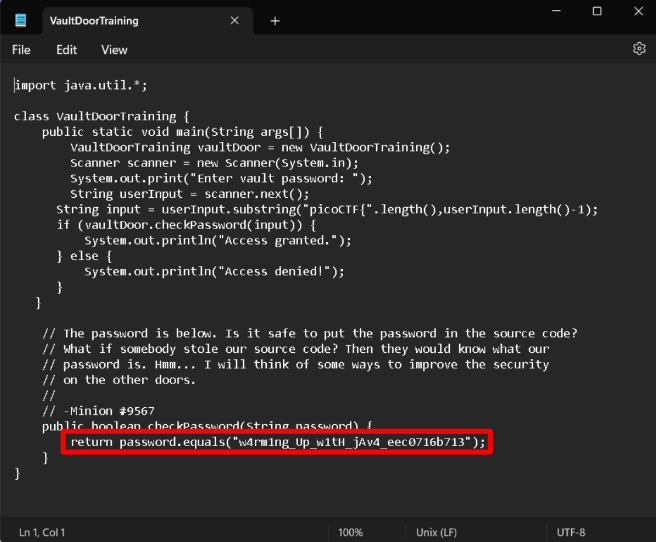 VaultDoorTraining
File Edit View
import java.util.*;
class VaultDoorTraining {
public static void main(String args[]) {
VaultDoorTraining vaultDoor = new VaultDoorTraining();
Scanner scanner = new Scanner(System.in);
System.out.print("Enter vault password: ");
String userInput = scanner.next();
String input = userInput.substring("picoCTF{".length(),userInput.length()-1);
if (vaultDoor.checkPassword(input)) {
System.out.println("Access granted.");
} else {
System.out.println("Access denied!");
}
}
// The password is below. Is it safe to put the password in the source code?
// What if somebody stole our source code? Then they would know what our
// password is. Hmm... I will think of some ways to improve the security
// on the other doors.
//
// -Minion #9567
public boolean checkPassword(String password) {
return password.equals("w4rm1ng_Up_w1tH_jAv4_eec0716b713");
}
}
Ln 1, Col 1 100% Unix (LF) UTF-8